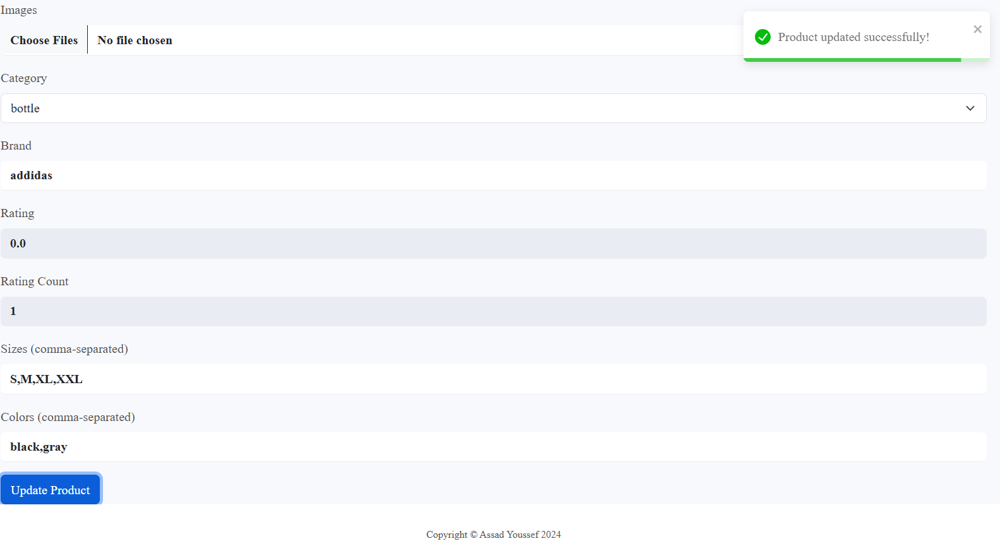 Images
Choose Files No file chosen
Product updated successfully!
Category
bottle
Brand
addidas
Rating
0.0
Rating Count
1
Sizes (comma-separated)
S,M,XL,XXL
Colors (comma-separated)
black,gray
Update Product
Copyright © Assad Youssef 2024